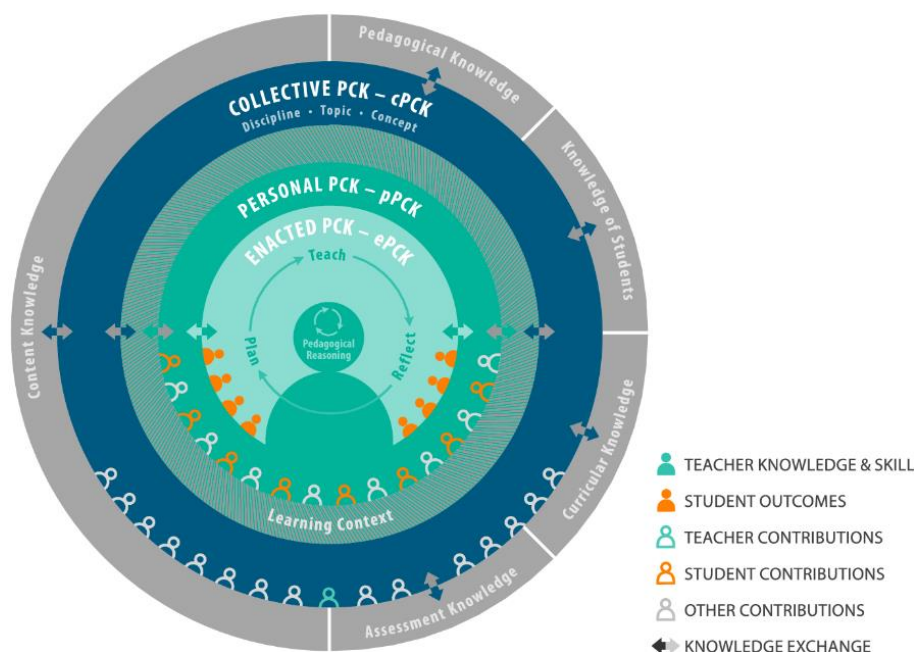 Pedagogical Knowledge
COLLECTIVE PCK – cPCK
Discipline • Topic • Concept
Knowledge of Students
PERSONAL PCK – pPCK
ENACTED PCK – ePCK
Teach
Content Knowledge
Pedagogical
Reasoning
Plan
Reflect
Curricular Knowledge
Learning Context
Assessment Knowledge
TEACHER KNOWLEDGE & SKILL
STUDENT OUTCOMES
TEACHER CONTRIBUTIONS
STUDENT CONTRIBUTIONS
OTHER CONTRIBUTIONS
KNOWLEDGE EXCHANGE